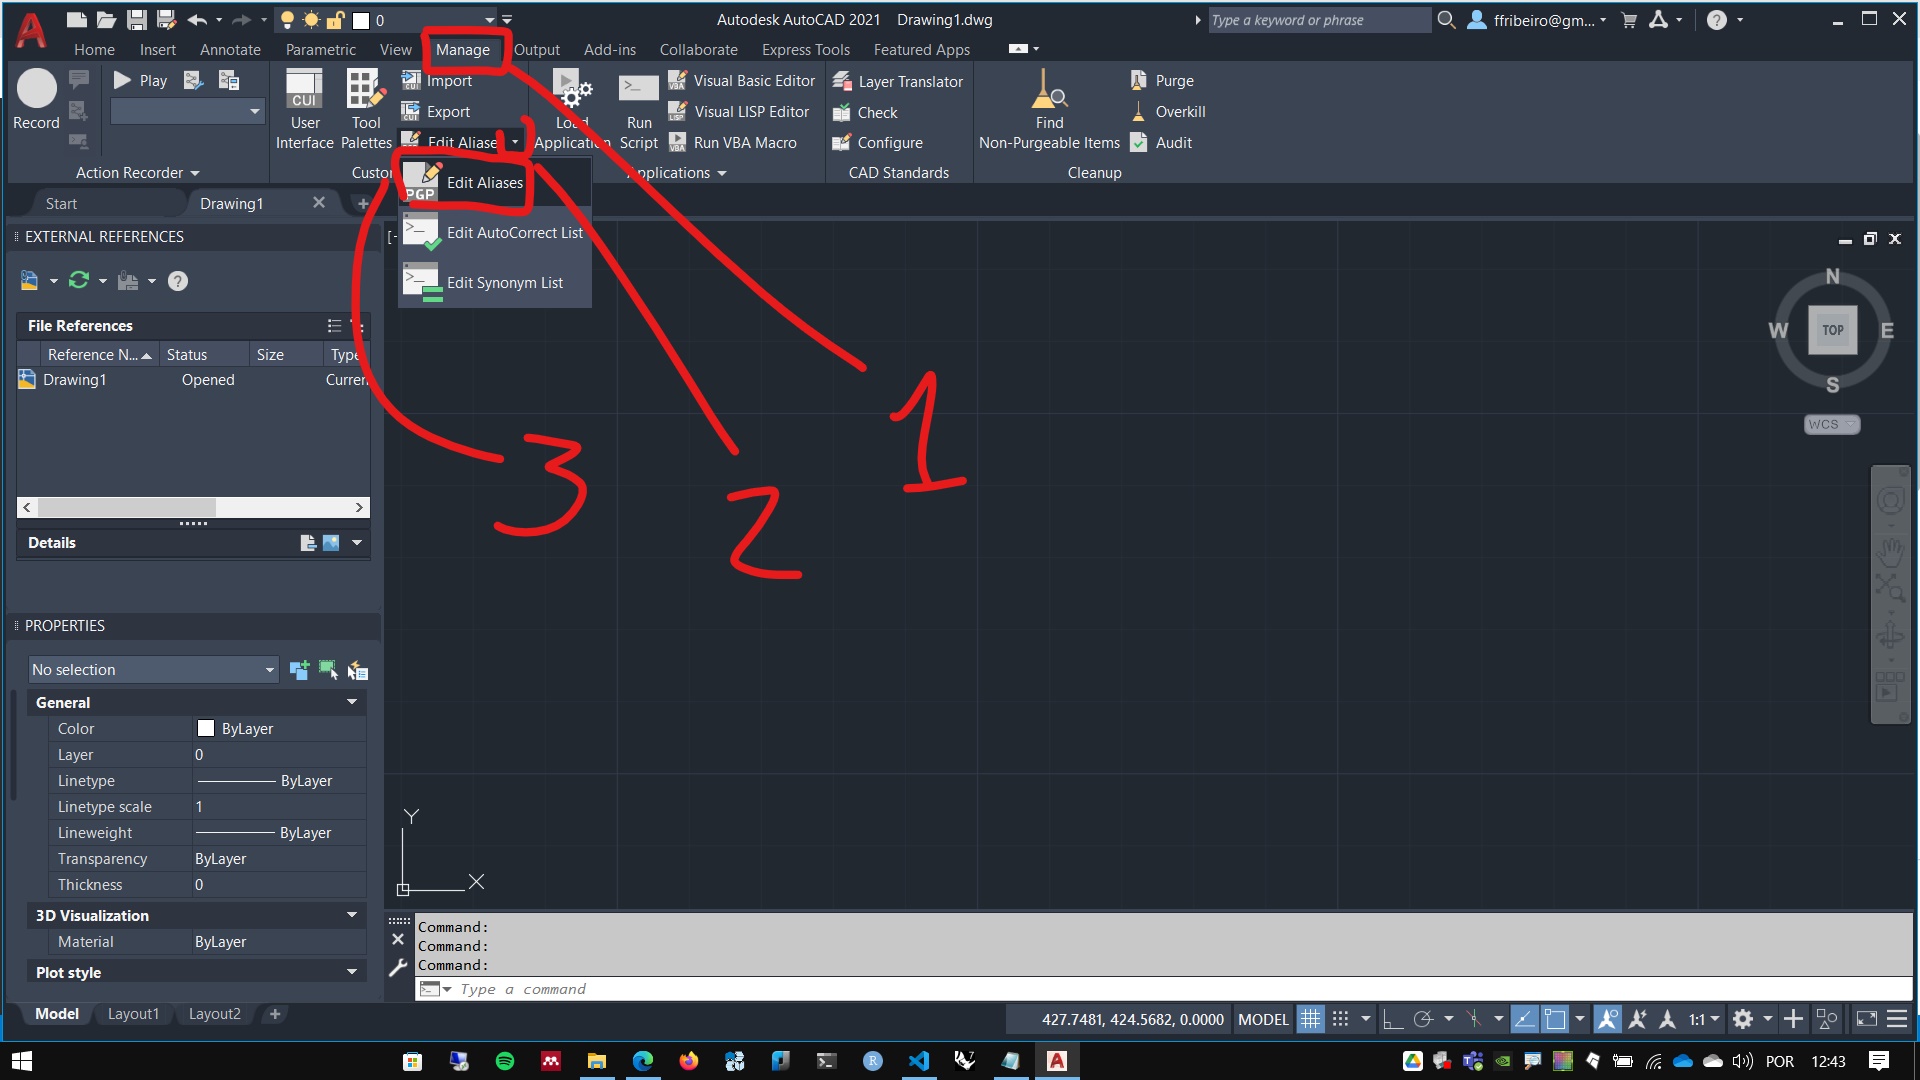 0
Autodesk AutoCAD 2021 Drawing1.dwg
Type a keyword or phrase
ffribeiro@gm...
Home Insert Annotate Parametric View Manage Output Add-ins Collaborate Express Tools Featured Apps
Record
Play
Action Recorder
CUI
User
Interface
Tool
Palettes
Import
Export
Edit Aliases
Load
Application
Run
Script
Visual Basic Editor
Visual LISP Editor
Run VBA Macro
Applications
Layer Translator
Check
Configure
CAD Standards
Find
Non-Purgeable Items
Purge
Overkill
Audit
Cleanup
PGP
Edit Aliases
Edit AutoCorrect List
Edit Synonym List
Start
Drawing1
EXTERNAL REFERENCES
File References
Reference N... Status Size Type
Drawing1 Opened Curren
Details
1
2
3
N
W TOP E
S
WCS
PROPERTIES
No selection
General
Color ByLayer
Layer 0
Linetype ByLayer
Linetype scale 1
Lineweight ByLayer
Transparency ByLayer
Thickness 0
3D Visualization
Material ByLayer
Plot style
Y
X
Command:
Command:
Command:
Type a command
Model Layout1 Layout2
427.7481, 424.5682, 0.0000 MODEL 1:1
POR 12:43